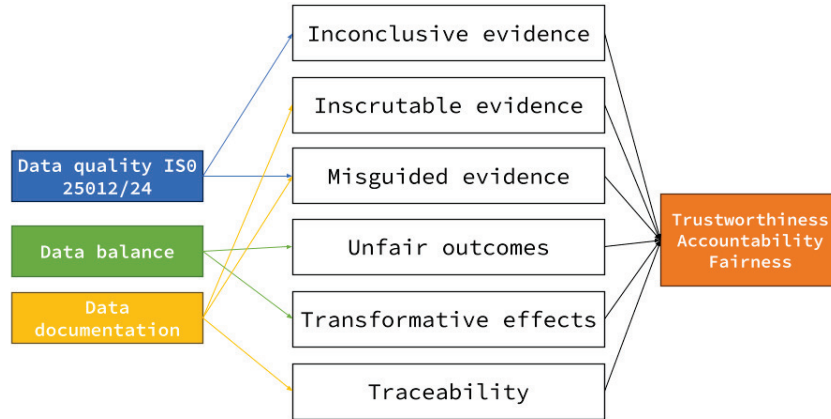 Inconclusive evidence
Inscrutable evidence
Data quality IS0
25012/24
Misguided evidence
Trustworthiness
Accountability
Fairness
Data balance
Unfair outcomes
Data
documentation
Transformative effects
Traceability